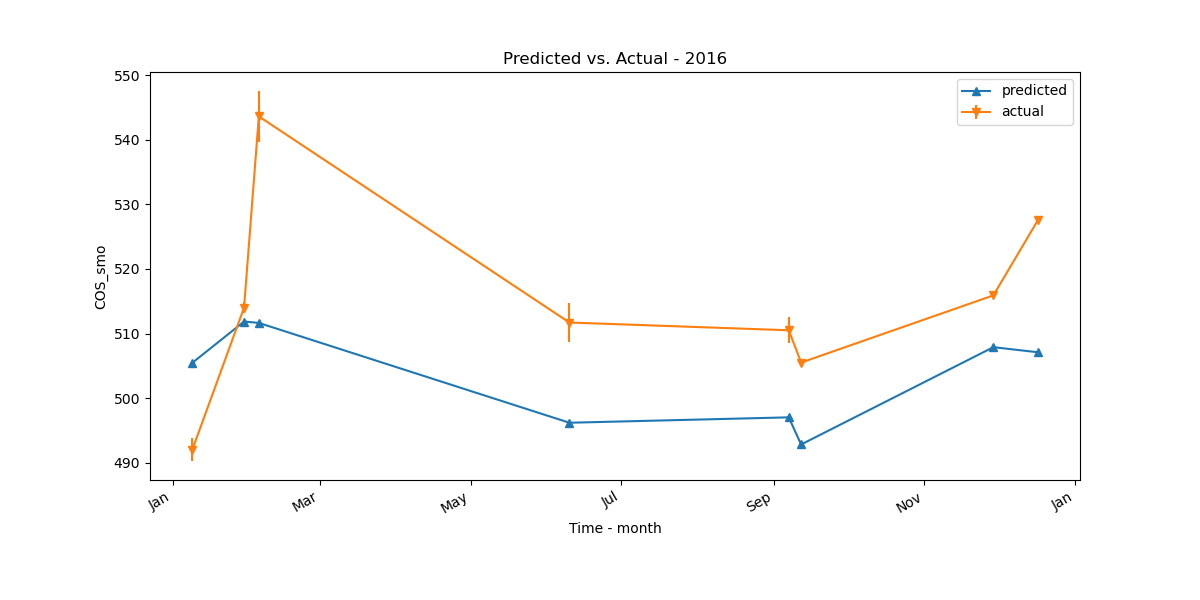 Predicted vs. Actual - 2016
550
540
530
520
510
500
490
COS_smo
predicted
actual
Jan
Mar
May
Jul
Sep
Nov
Jan
Time - month